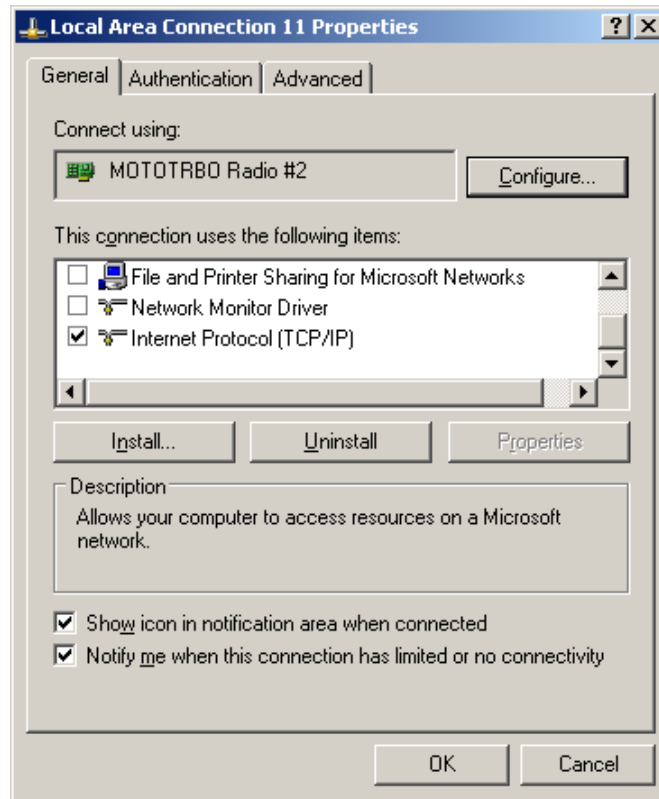 Local Area Connection 11 Properties
General Authentication Advanced
Connect using:
MOTOTRBO Radio #2 Configure...
This connection uses the following items:
File and Printer Sharing for Microsoft Networks
Network Monitor Driver
Internet Protocol (TCP/IP)
Install... Uninstall Properties
Description
Allows your computer to access resources on a Microsoft
network.
Show icon in notification area when connected
Notify me when this connection has limited or no connectivity
OK Cancel